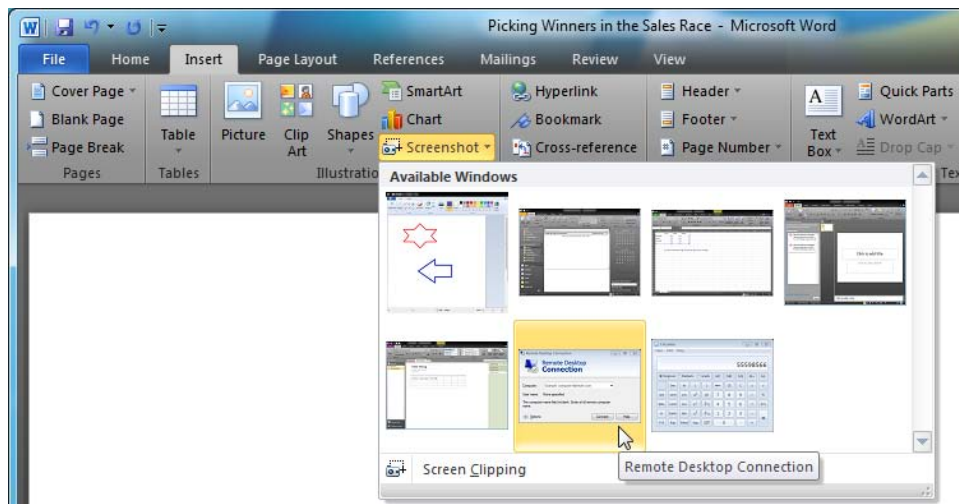 Picking Winners in the Sales Race - Microsoft Word
File Home Insert Page Layout References Mailings Review View
Cover Page
Blank Page
Page Break
Pages
Table
Tables
Picture
Clip Art
Shapes
SmartArt
Chart
Screenshot
Hyperlink
Bookmark
Cross-reference
Header
Footer
Page Number
Text Box
Quick Parts
WordArt
Drop Cap
Available Windows
Remote Desktop
Connection
55598566
Remote Desktop Connection
Screen Clipping